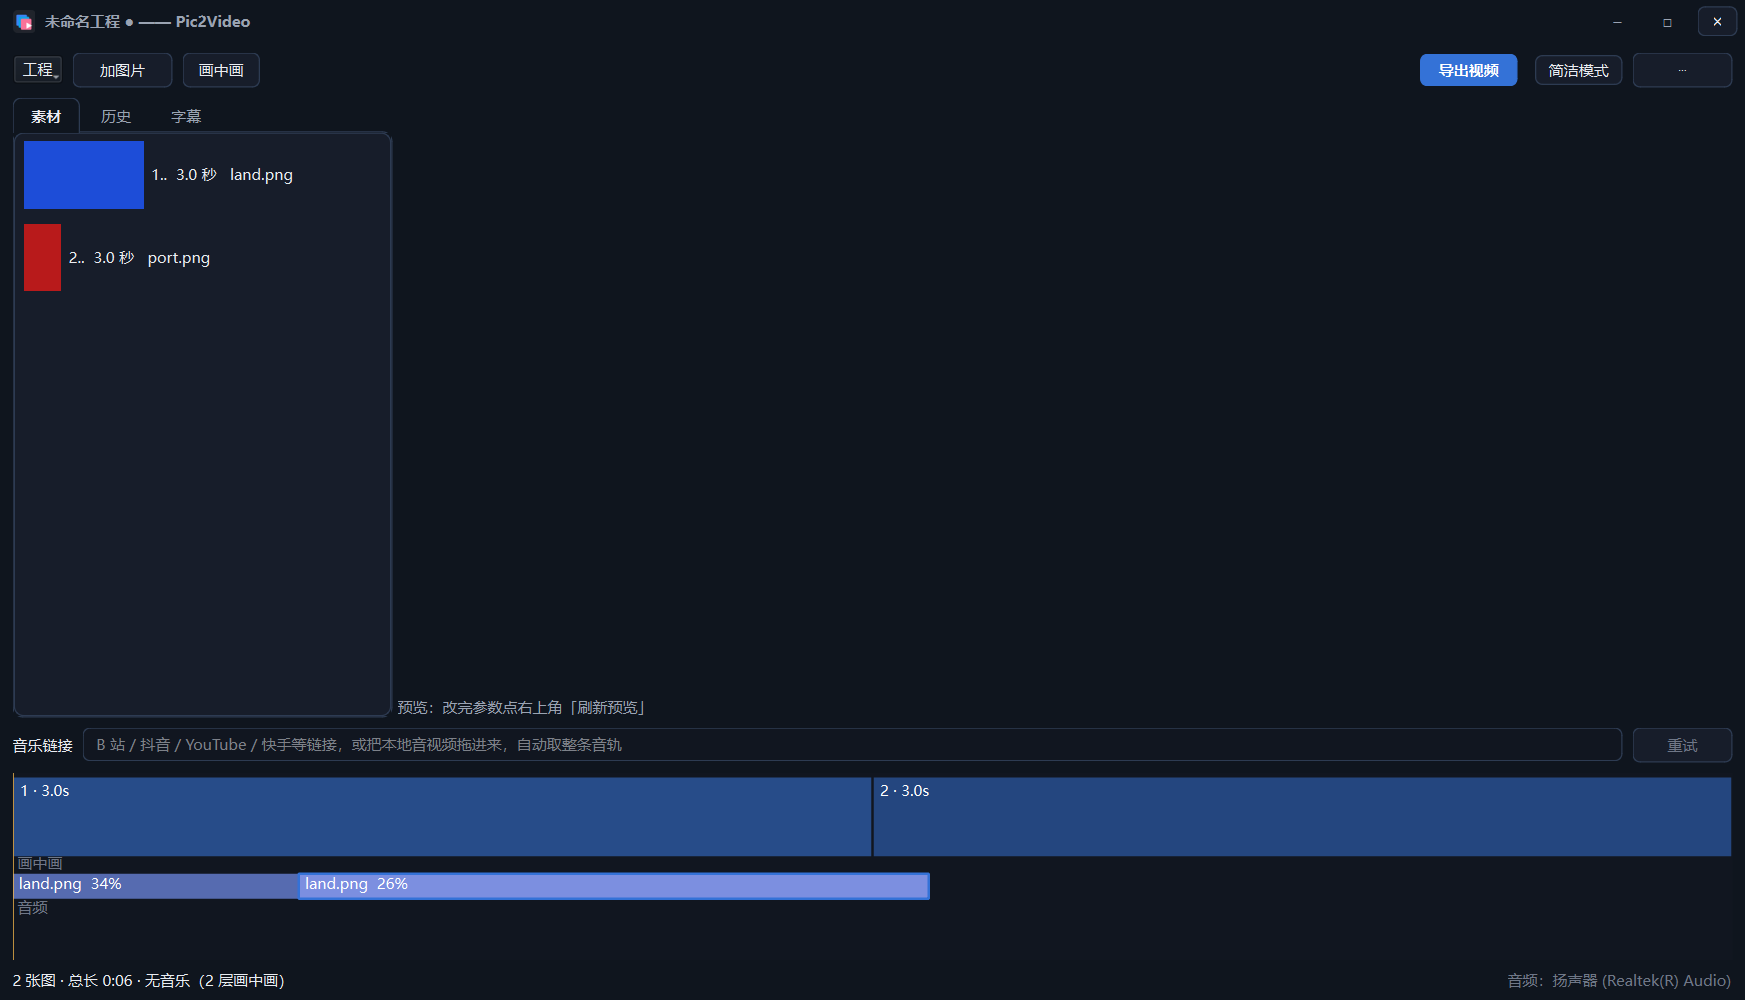 未命名工程 ● —— Pic2Video
工程 加图片 画中画 导出视频 简洁模式 ...
素材 历史 字幕
1.. 3.0 秒 land.png
2.. 3.0 秒 port.png
预览：改完参数点右上角「刷新预览」
音乐链接 B 站 / 抖音 / YouTube / 快手等链接，或把本地音视频拖进来，自动取整条音轨 重试
1 · 3.0s 2 · 3.0s
画中画
land.png 34% land.png 26%
音频
2 张图 · 总长 0:06 · 无音乐（2 层画中画） 音频：扬声器 (Realtek(R) Audio)